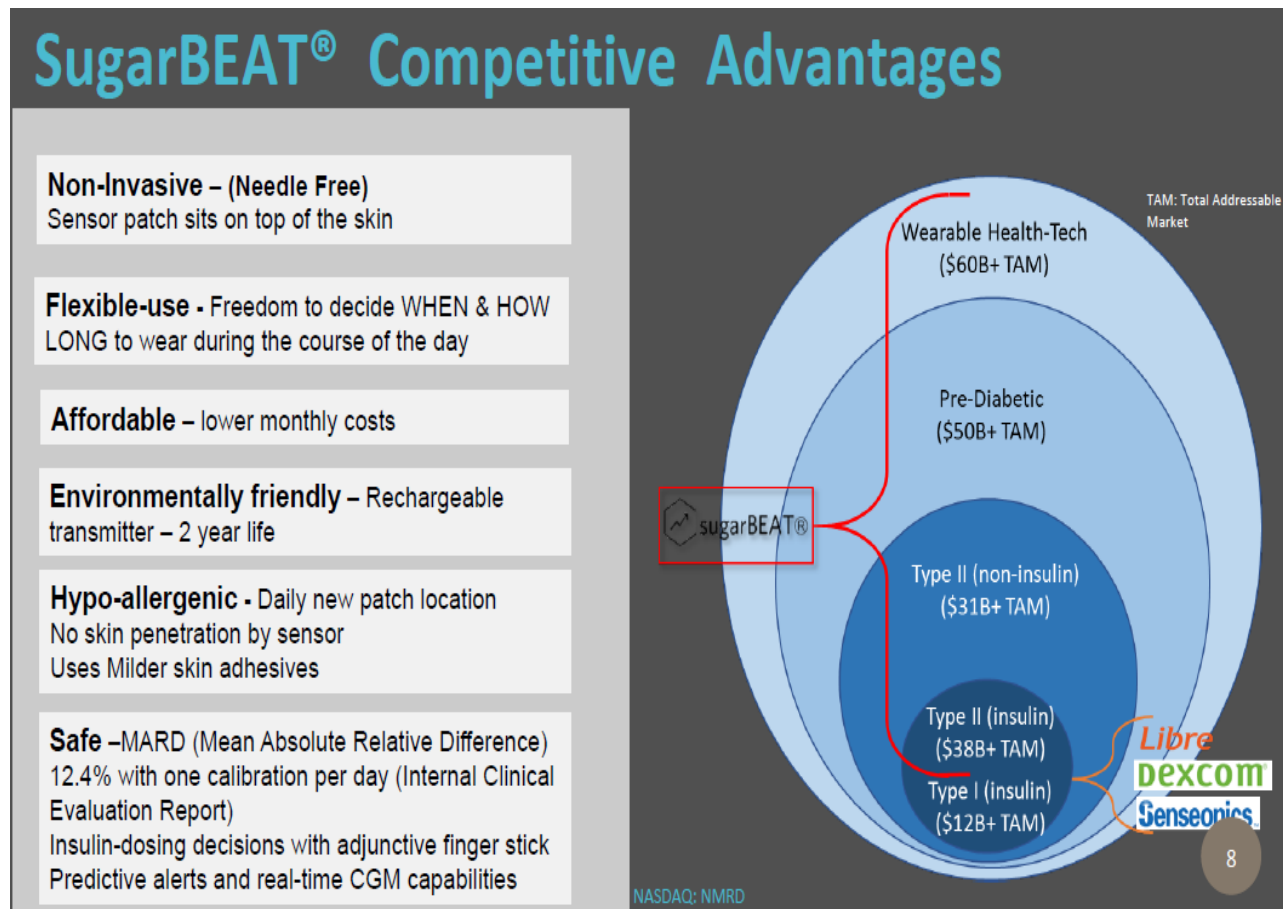 SugarBEAT® Competitive Advantages
Non-Invasive – (Needle Free)
Sensor patch sits on top of the skin
Flexible-use - Freedom to decide WHEN & HOW
LONG to wear during the course of the day
Affordable – lower monthly costs
Environmentally friendly – Rechargeable
transmitter – 2 year life
Hypo-allergenic - Daily new patch location
No skin penetration by sensor
Uses Milder skin adhesives
Safe –MARD (Mean Absolute Relative Difference)
12.4% with one calibration per day (Internal Clinical
Evaluation Report)
Insulin-dosing decisions with adjunctive finger stick
Predictive alerts and real-time CGM capabilities
TAM: Total Addressable
Market
Wearable Health-Tech
($60B+ TAM)
Pre-Diabetic
($50B+ TAM)
sugarBEAT®
Type II (non-insulin)
($31B+ TAM)
Type II (insulin)
($38B+ TAM)
Type I (insulin)
($12B+ TAM)
Libre
DEXCOM®
Senseonics
8
NASDAQ: NMRD